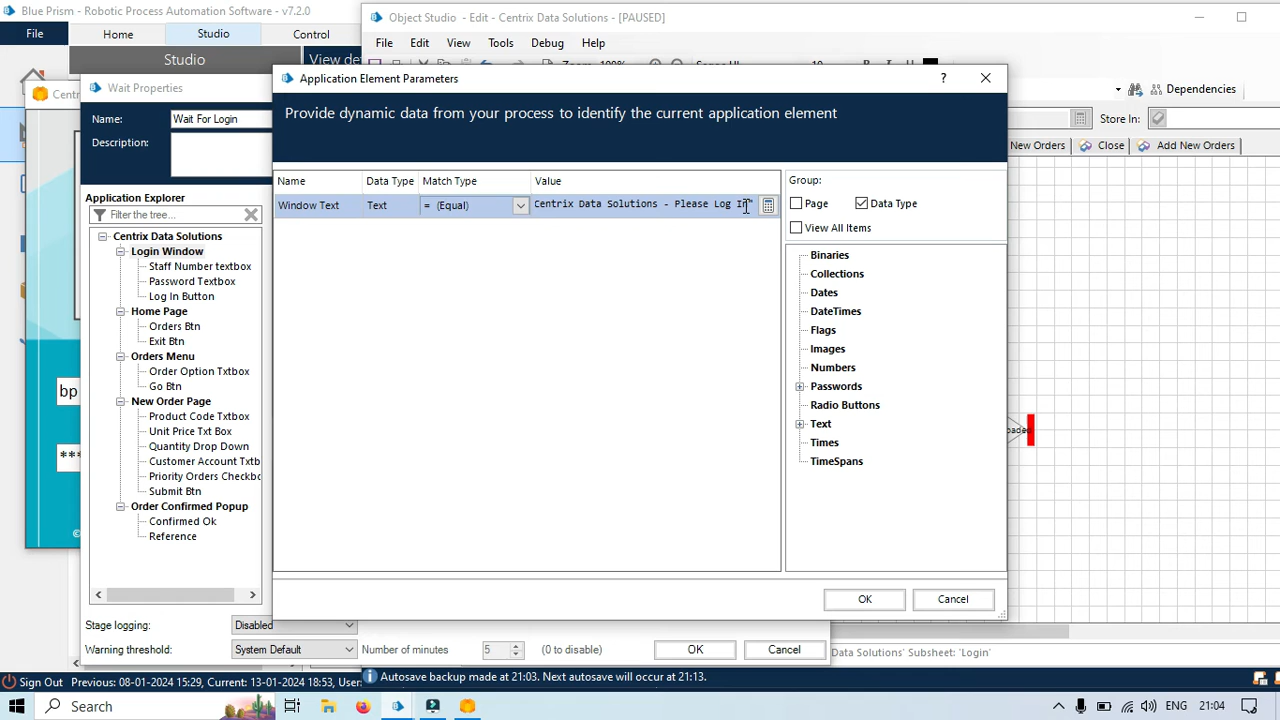 Blue Prism - Robotic Process Automation Software - v7.2.0
Object Studio - Edit - Centrix Data Solutions - [PAUSED]
File
Home
Studio
Control
File
Edit
View
Tools
Debug
Help
Studio
View de
Zoom
100%
10
Centr
Wait Properties
Application Element Parameters
?
Dependencies
Name:
Wait For Login
Provide dynamic data from your process to identify the current application element
Store In:
Description:
New Orders
Close
Add New Orders
Name
Data Type
Match Type
Value
Group:
Application Explorer
Window Text
Text
= (Equal)
Centrix Data Solutions - Please Log In"
Page
Data Type
Filter the tree...
View All Items
Centrix Data Solutions
Login Window
Staff Number textbox
Password Textbox
Log In Button
Home Page
Orders Btn
Exit Btn
Orders Menu
Order Option Txtbox
Go Btn
New Order Page
Product Code Txtbox
Unit Price Txt Box
Quantity Drop Down
Customer Account Txtb
Priority Orders Checkbo
Submit Btn
Order Confirmed Popup
Confirmed Ok
Reference
Binaries
Collections
Dates
DateTimes
Flags
Images
Numbers
Passwords
Radio Buttons
Text
Times
TimeSpans
bp
**
©
oaded
OK
Cancel
Stage logging:
Disabled
Warning threshold:
System Default
Number of minutes
5
(0 to disable)
OK
Cancel
Data Solutions' Subsheet: 'Login'
Sign Out
Previous: 08-01-2024 15:29, Current: 13-01-2024 18:53, User:
Autosave backup made at 21:03. Next autosave will occur at 21:13.
Search
ENG
21:04